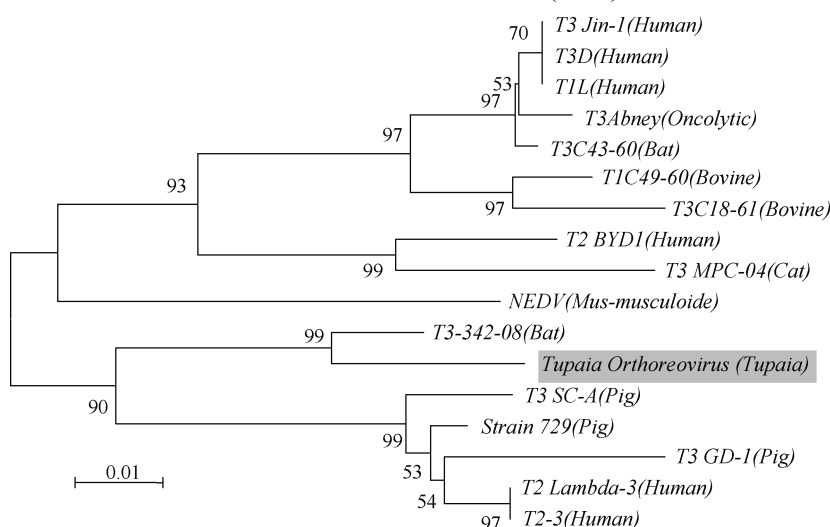 70 T3 Jin-1(Human)
T3D(Human)
53 T1L(Human)
97 T3Abney(Oncolytic)
97 T3C43-60(Bat)
T1C49-60(Bovine)
93
97 T3C18-61(Bovine)
T2 BYD1(Human)
99 T3 MPC-04(Cat)
NEDV(Mus-musculoide)
99 T3-342-08(Bat)
Tupaia Orthoreovirus (Tupaia)
90 T3 SC-A(Pig)
99 Strain 729(Pig)
53 T3 GD-1(Pig)
0.01
54 T2 Lambda-3(Human)
97 T2-3(Human)